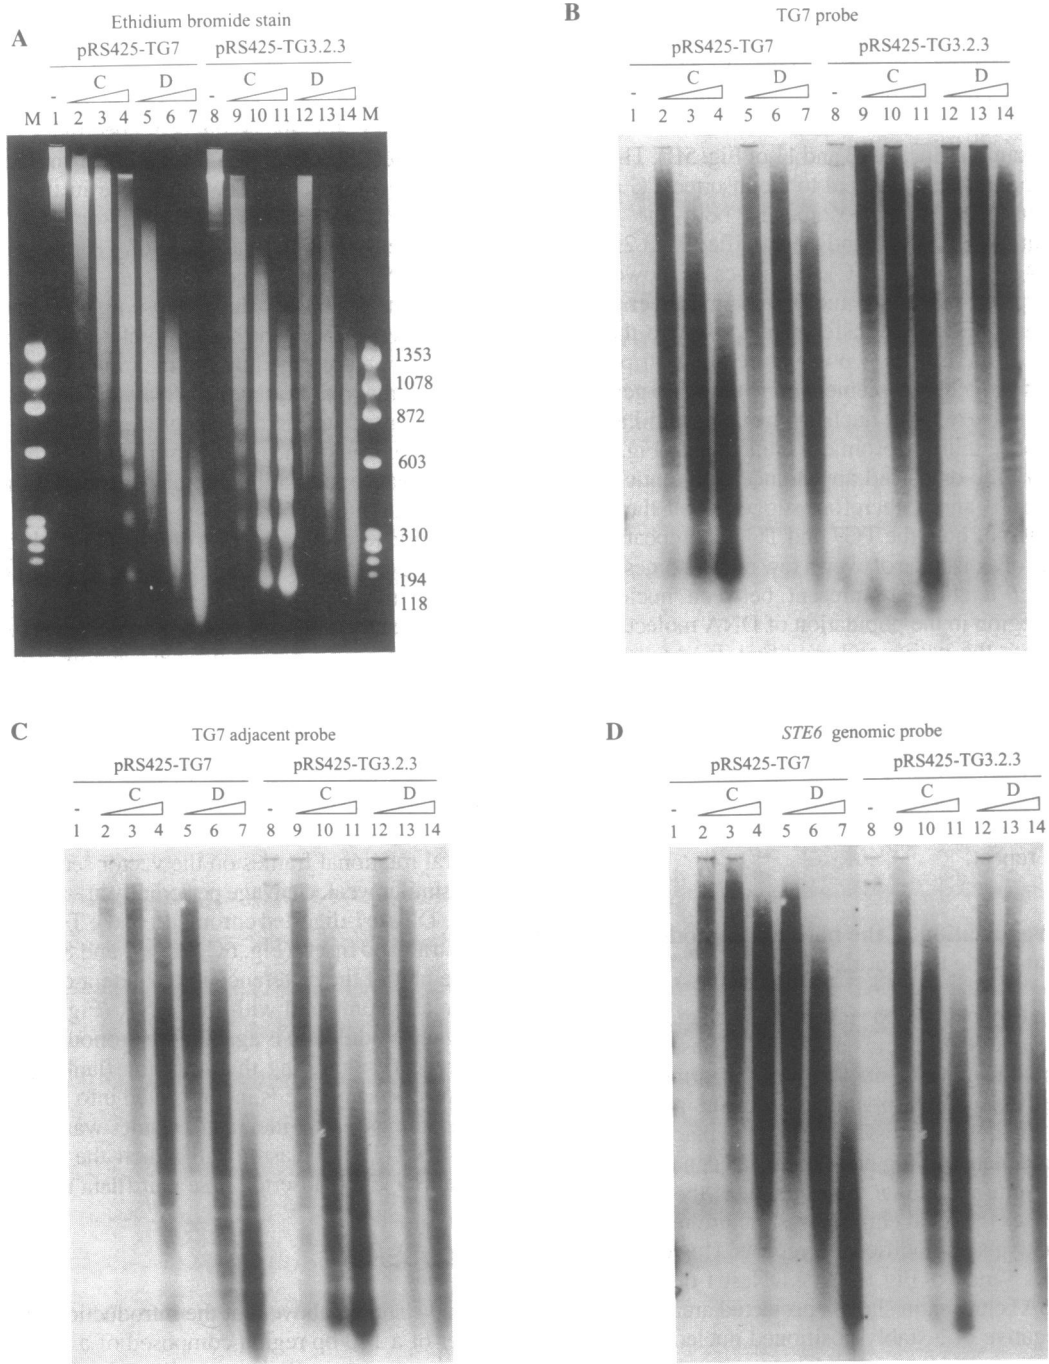 A
Ethidium bromide stain
pRS425-TG7 pRS425-TG3.2.3
C D C D
- -
M 1 2 3 4 5 6 7 8 9 10 11 12 13 14 M
1353
1078
872
603
310
194
118
B
TG7 probe
pRS425-TG7 pRS425-TG3.2.3
C D C D
- -
1 2 3 4 5 6 7 8 9 10 11 12 13 14
C
TG7 adjacent probe
pRS425-TG7 pRS425-TG3.2.3
C D C D
- -
1 2 3 4 5 6 7 8 9 10 11 12 13 14
D
STE6 genomic probe
pRS425-TG7 pRS425-TG3.2.3
C D C D
- -
1 2 3 4 5 6 7 8 9 10 11 12 13 14